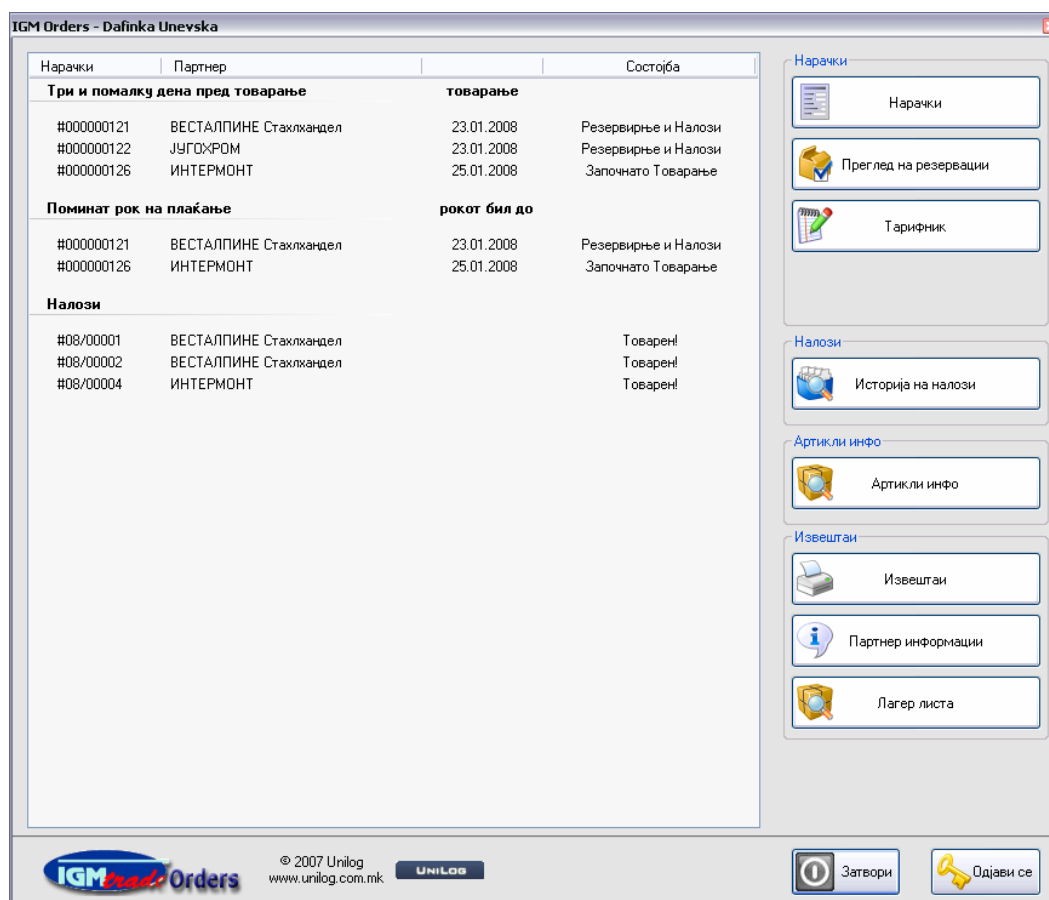 IGM Orders - Dafinka Unevska
Нарачки Партнер Состојба
Три и помалку дена пред товарање товарање
#000000121 ВЕСТАЛПИНЕ Стахлхандел 23.01.2008 Резервирње и Налози
#000000122 ЈУГОХРОМ 23.01.2008 Резервирње и Налози
#000000126 ИНТЕРМОНТ 25.01.2008 Започнато Товарање
Поминат рок на плаќање рокот бил до
#000000121 ВЕСТАЛПИНЕ Стахлхандел 23.01.2008 Резервирње и Налози
#000000126 ИНТЕРМОНТ 25.01.2008 Започнато Товарање
Налози
#08/00001 ВЕСТАЛПИНЕ Стахлхандел Товарен!
#08/00002 ВЕСТАЛПИНЕ Стахлхандел Товарен!
#08/00004 ИНТЕРМОНТ Товарен!
Нарачки
Нарачки
Преглед на резервации
Тарифник
Налози
Историја на налози
Артикли инфо
Артикли инфо
Извештаи
Извештаи
Партнер информации
Лагер листа
IGMtrade Orders
© 2007 Unilog
www.unilog.com.mk
UNILOG
Затвори
Одјави се